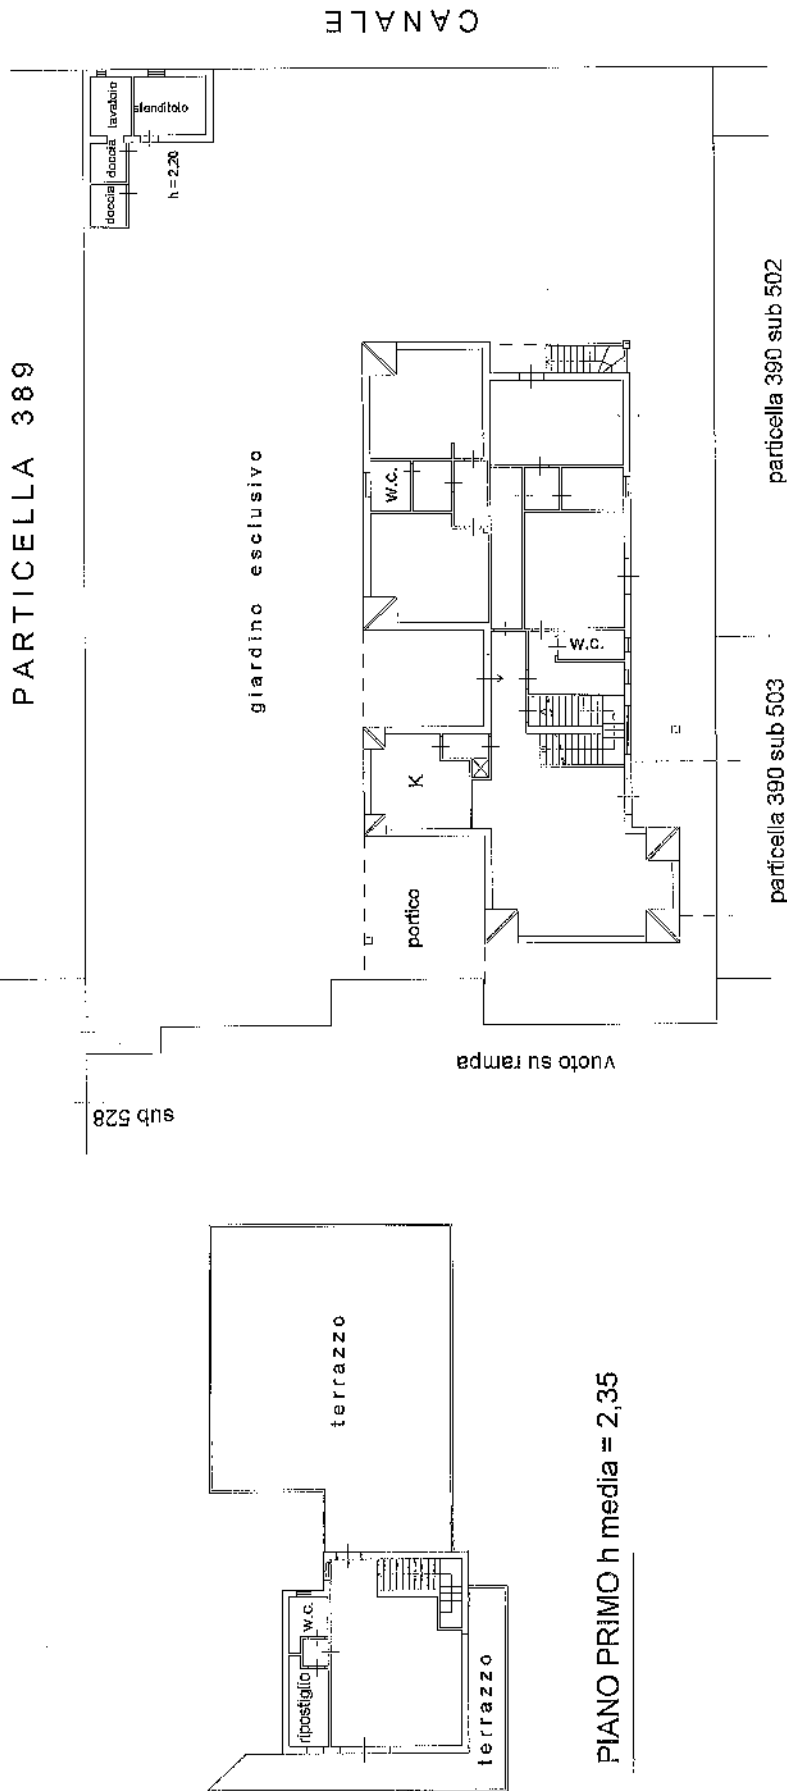 CANALE
lavatoio
stenditoio
doccia
doccia
h = 2,20
PARTICELLA 389
giardino esclusivo
w.c.
w.c.
K
portico
particella 390 sub 502
particella 390 sub 503
vuoto su rampa
sub 528
terrazzo
w.c.
ripostiglio
terrazzo
PIANO PRIMO h media = 2,35